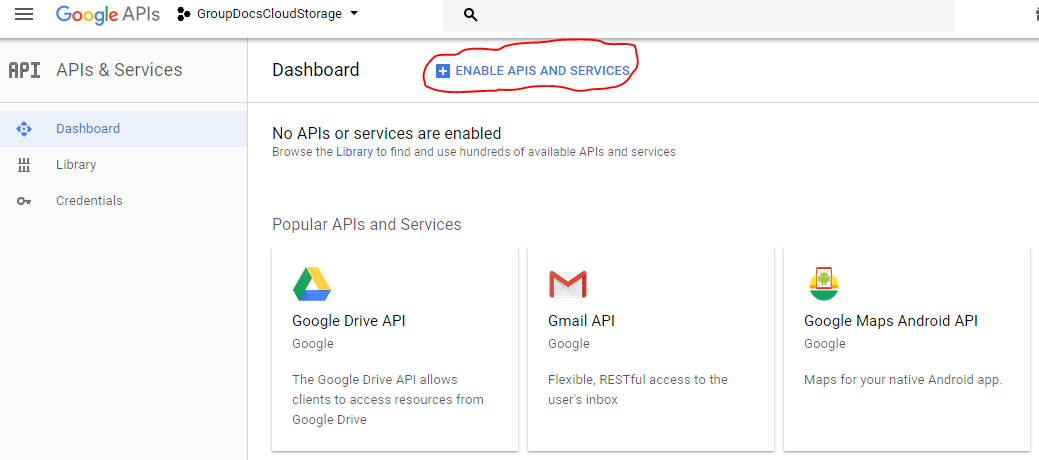 Google APIs GroupDocsCloudStorage
API APIs & Services
Dashboard
Library
Credentials
Dashboard ENABLE APIS AND SERVICES
No APIs or services are enabled
Browse the Library to find and use hundreds of available APIs and services
Popular APIs and Services
Google Drive API
Google
The Google Drive API allows
clients to access resources from
Google Drive
Gmail API
Google
Flexible, RESTful access to the
user's inbox
Google Maps Android API
Google
Maps for your native Android app.